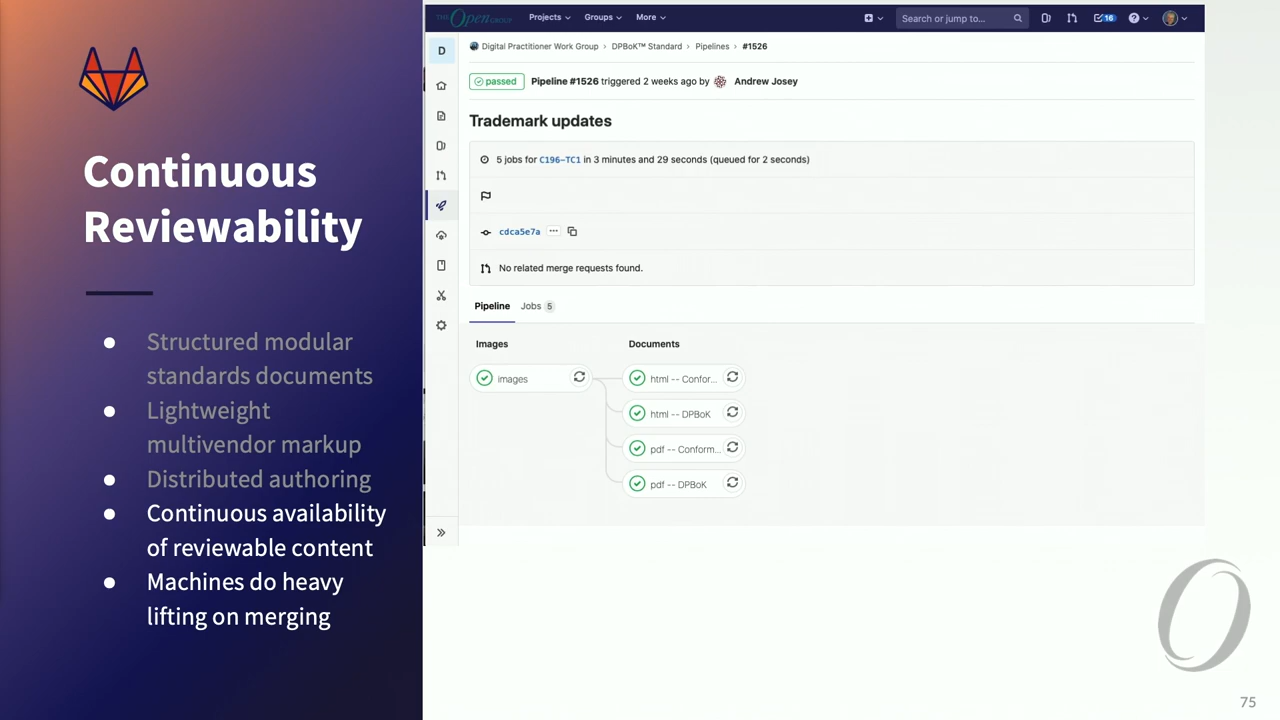 Continuous
Reviewability
Structured modular
standards documents
Lightweight
multivendor markup
Distributed authoring
Continuous availability
of reviewable content
Machines do heavy
lifting on merging
THE Open GROUP Projects Groups More Search or jump to... 16
D Digital Practitioner Work Group > DPBoK™ Standard > Pipelines > #1526
passed Pipeline #1526 triggered 2 weeks ago by Andrew Josey
Trademark updates
5 jobs for C196-TC1 in 3 minutes and 29 seconds (queued for 2 seconds)
cdca5e7a ...
No related merge requests found.
Pipeline Jobs 5
Images Documents
images html -- Confor...
html -- DPBoK
pdf -- Conform...
pdf -- DPBoK
75